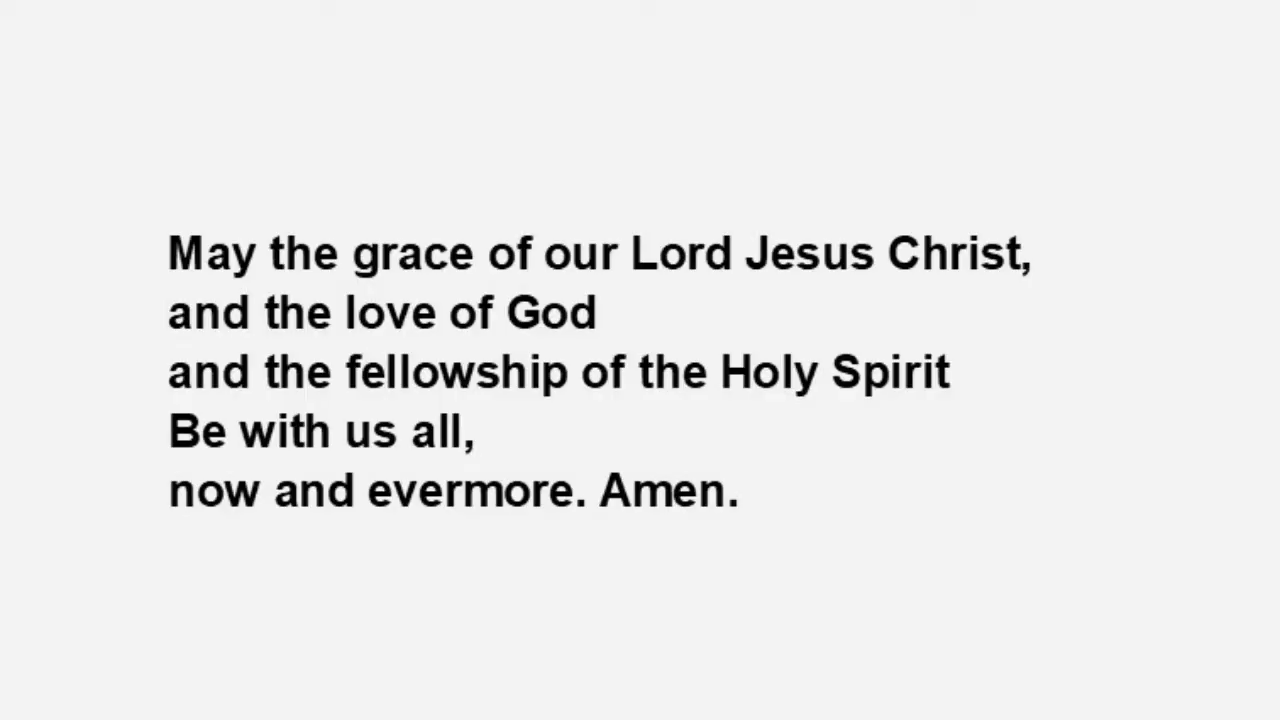 May the grace of our Lord Jesus Christ,
and the love of God
and the fellowship of the Holy Spirit
Be with us all,
now and evermore. Amen.